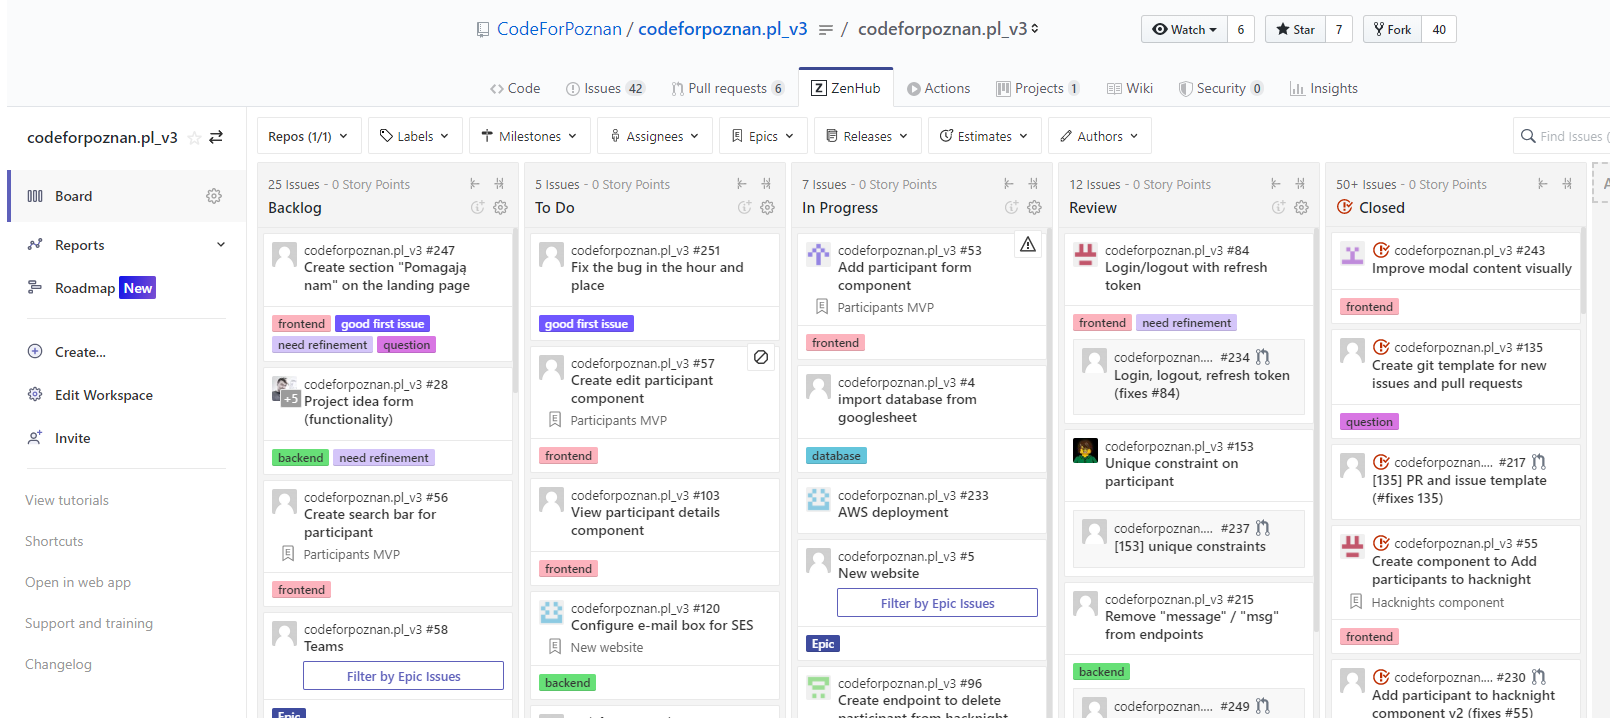 CodeForPoznan / codeforpoznan.pl_v3 / codeforpoznan.pl_v3
Watch 6
Star 7
Fork 40
Code
Issues 42
Pull requests 6
Z ZenHub
Actions
Projects 1
Wiki
Security 0
Insights
codeforpoznan.pl_v3
Board
Reports
Roadmap New
Create...
Edit Workspace
Invite
View tutorials
Shortcuts
Open in web app
Support and training
Changelog
Repos (1/1)
Labels
Milestones
Assignees
Epics
Releases
Estimates
Authors
Find Issues (
25 Issues - 0 Story Points
Backlog
codeforpoznan.pl_v3 #247
Create section "Pomagają
nam" on the landing page
frontend good first issue
need refinement question
+5
codeforpoznan.pl_v3 #28
Project idea form
(functionality)
backend need refinement
codeforpoznan.pl_v3 #56
Create search bar for
participant
Participants MVP
frontend
codeforpoznan.pl_v3 #58
Teams
Filter by Epic Issues
Epic
5 Issues - 0 Story Points
To Do
codeforpoznan.pl_v3 #251
Fix the bug in the hour and
place
good first issue
codeforpoznan.pl_v3 #57
Create edit participant
component
Participants MVP
frontend
codeforpoznan.pl_v3 #103
View participant details
component
frontend
codeforpoznan.pl_v3 #120
Configure e-mail box for SES
New website
backend
7 Issues - 0 Story Points
In Progress
codeforpoznan.pl_v3 #53
Add participant form
component
Participants MVP
frontend
codeforpoznan.pl_v3 #4
import database from
googlesheet
database
codeforpoznan.pl_v3 #233
AWS deployment
codeforpoznan.pl_v3 #5
New website
Filter by Epic Issues
Epic
codeforpoznan.pl_v3 #96
Create endpoint to delete
participant from hacknight
12 Issues - 0 Story Points
Review
codeforpoznan.pl_v3 #84
Login/logout with refresh
token
frontend need refinement
codeforpoznan.... #234
Login, logout, refresh token
(fixes #84)
codeforpoznan.pl_v3 #153
Unique constraint on
participant
codeforpoznan.... #237
[153] unique constraints
codeforpoznan.pl_v3 #215
Remove "message" / "msg"
from endpoints
backend
codeforpoznan.... #249
50+ Issues - 0 Story Points
Closed
codeforpoznan.pl_v3 #243
Improve modal content visually
frontend
codeforpoznan.pl_v3 #135
Create git template for new
issues and pull requests
question
codeforpoznan.... #217
[135] PR and issue template
(#fixes 135)
codeforpoznan.pl_v3 #55
Create component to Add
participants to hacknight
Hacknights component
frontend
codeforpoznan.... #230
Add participant to hacknight
component v2 (fixes #55)